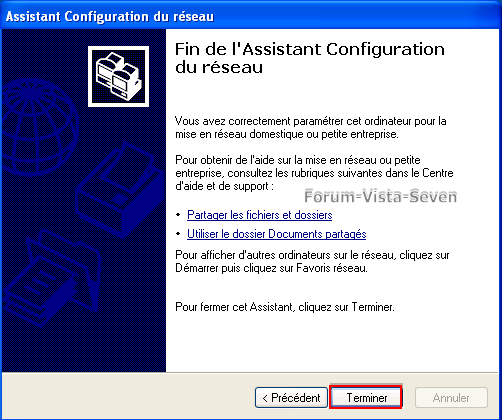 Assistant Configuration du réseau
Fin de l'Assistant Configuration
du réseau
Vous avez correctement paramétré cet ordinateur pour la
mise en réseau domestique ou petite entreprise.
Pour obtenir de l'aide sur la mise en réseau ou petite
entreprise, consultez les rubriques suivantes dans le Centre
d'aide et de support :
Forum-Vista-Seven
• Partager les fichiers et dossiers
• Utiliser le dossier Documents partagés
Pour afficher d'autres ordinateurs sur le réseau, cliquez sur
Démarrer puis cliquez sur Favoris réseau.
Pour fermer cet Assistant, cliquez sur Terminer.
< Précédent
Terminer
Annuler